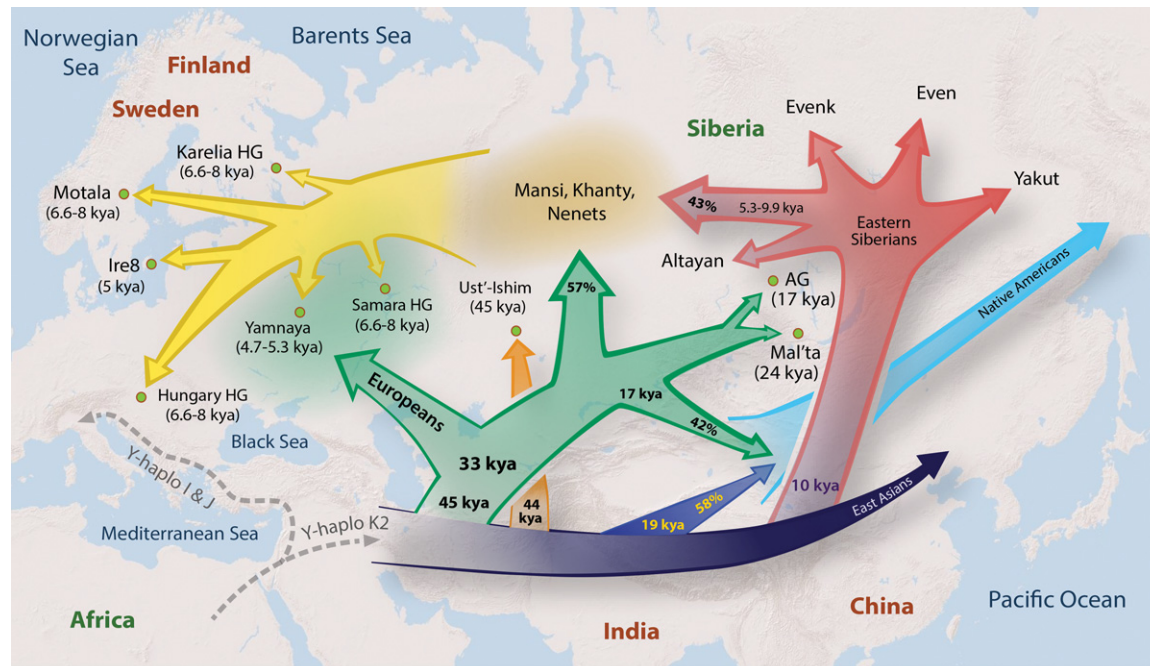 Norwegian
Sea
Barents Sea
Finland
Sweden
Siberia
Evenk
Even
Karelia HG
(6.6-8 kya)
Motala
(6.6-8 kya)
Mansi, Khanty,
Nenets
43%
5.3-9.9 kya
Yakut
Eastern
Siberians
Ire8
(5 kya)
Altayan
Native Americans
Ust'-Ishim
(45 kya)
57%
AG
(17 kya)
Samara HG
(6.6-8 kya)
Yamnaya
(4.7-5.3 kya)
Mal'ta
(24 kya)
Hungary HG
(6.6-8 kya)
Europeans
17 kya
42%
Black Sea
33 kya
Y-haplo I & J
45 kya
44
kya
58%
19 kya
10 kya
East Asians
Mediterranean Sea
Y-haplo K2
Africa
India
China
Pacific Ocean